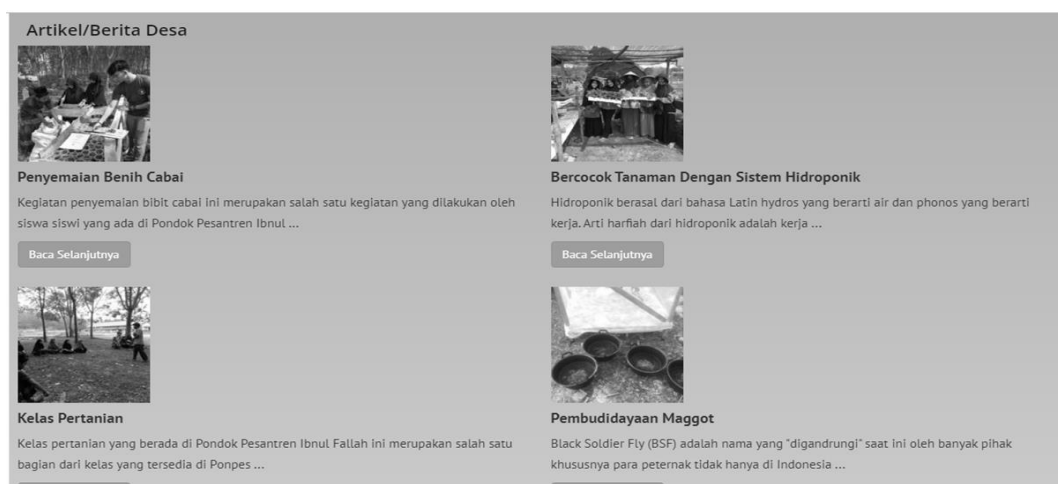 Artikel/Berita Desa
Penyemaian Benih Cabai
Kegiatan penyemaian bibit cabai ini merupakan salah satu kegiatan yang dilakukan oleh
siswa siswi yang ada di Pondok Pesantren Ibnul ...
Baca Selanjutnya
Bercocok Tanaman Dengan Sistem Hidroponik
Hidroponik berasal dari bahasa Latin hydros yang berarti air dan phonos yang berarti
kerja. Arti harfiah dari hidroponik adalah kerja ...
Baca Selanjutnya
Kelas Pertanian
Kelas pertanian yang berada di Pondok Pesantren Ibnul Fallah ini merupakan salah satu
bagian dari kelas yang tersedia di Ponpes ...
Pembudidayaan Maggot
Black Soldier Fly (BSF) adalah nama yang "digandrungi" saat ini oleh banyak pihak
khususnya para peternak tidak hanya di Indonesia ...